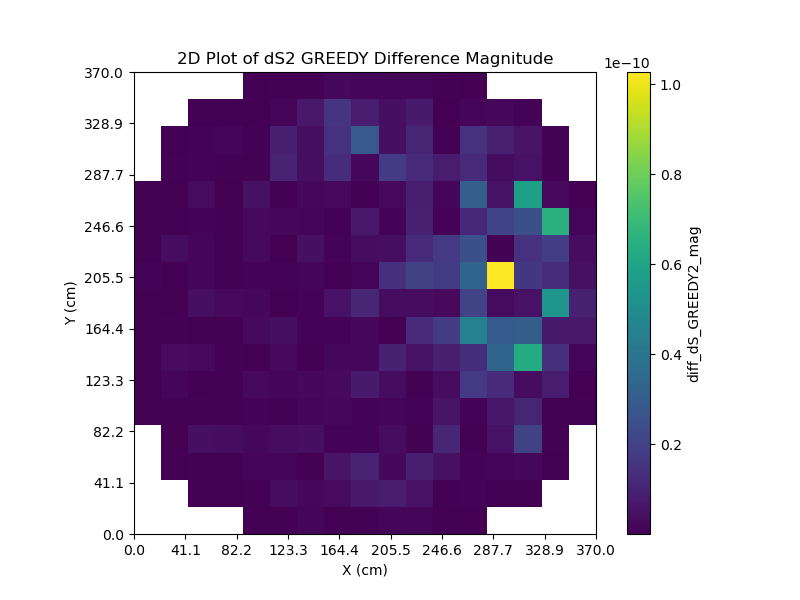 2D Plot of dS2 GREEDY Difference Magnitude
1e−10
370.0
328.9
287.7
246.6
205.5
164.4
123.3
82.2
41.1
0.0
Y (cm)
0.0 41.1 82.2 123.3 164.4 205.5 246.6 287.7 328.9 370.0
X (cm)
1.0
0.8
0.6
0.4
0.2
diff_dS_GREEDY2_mag